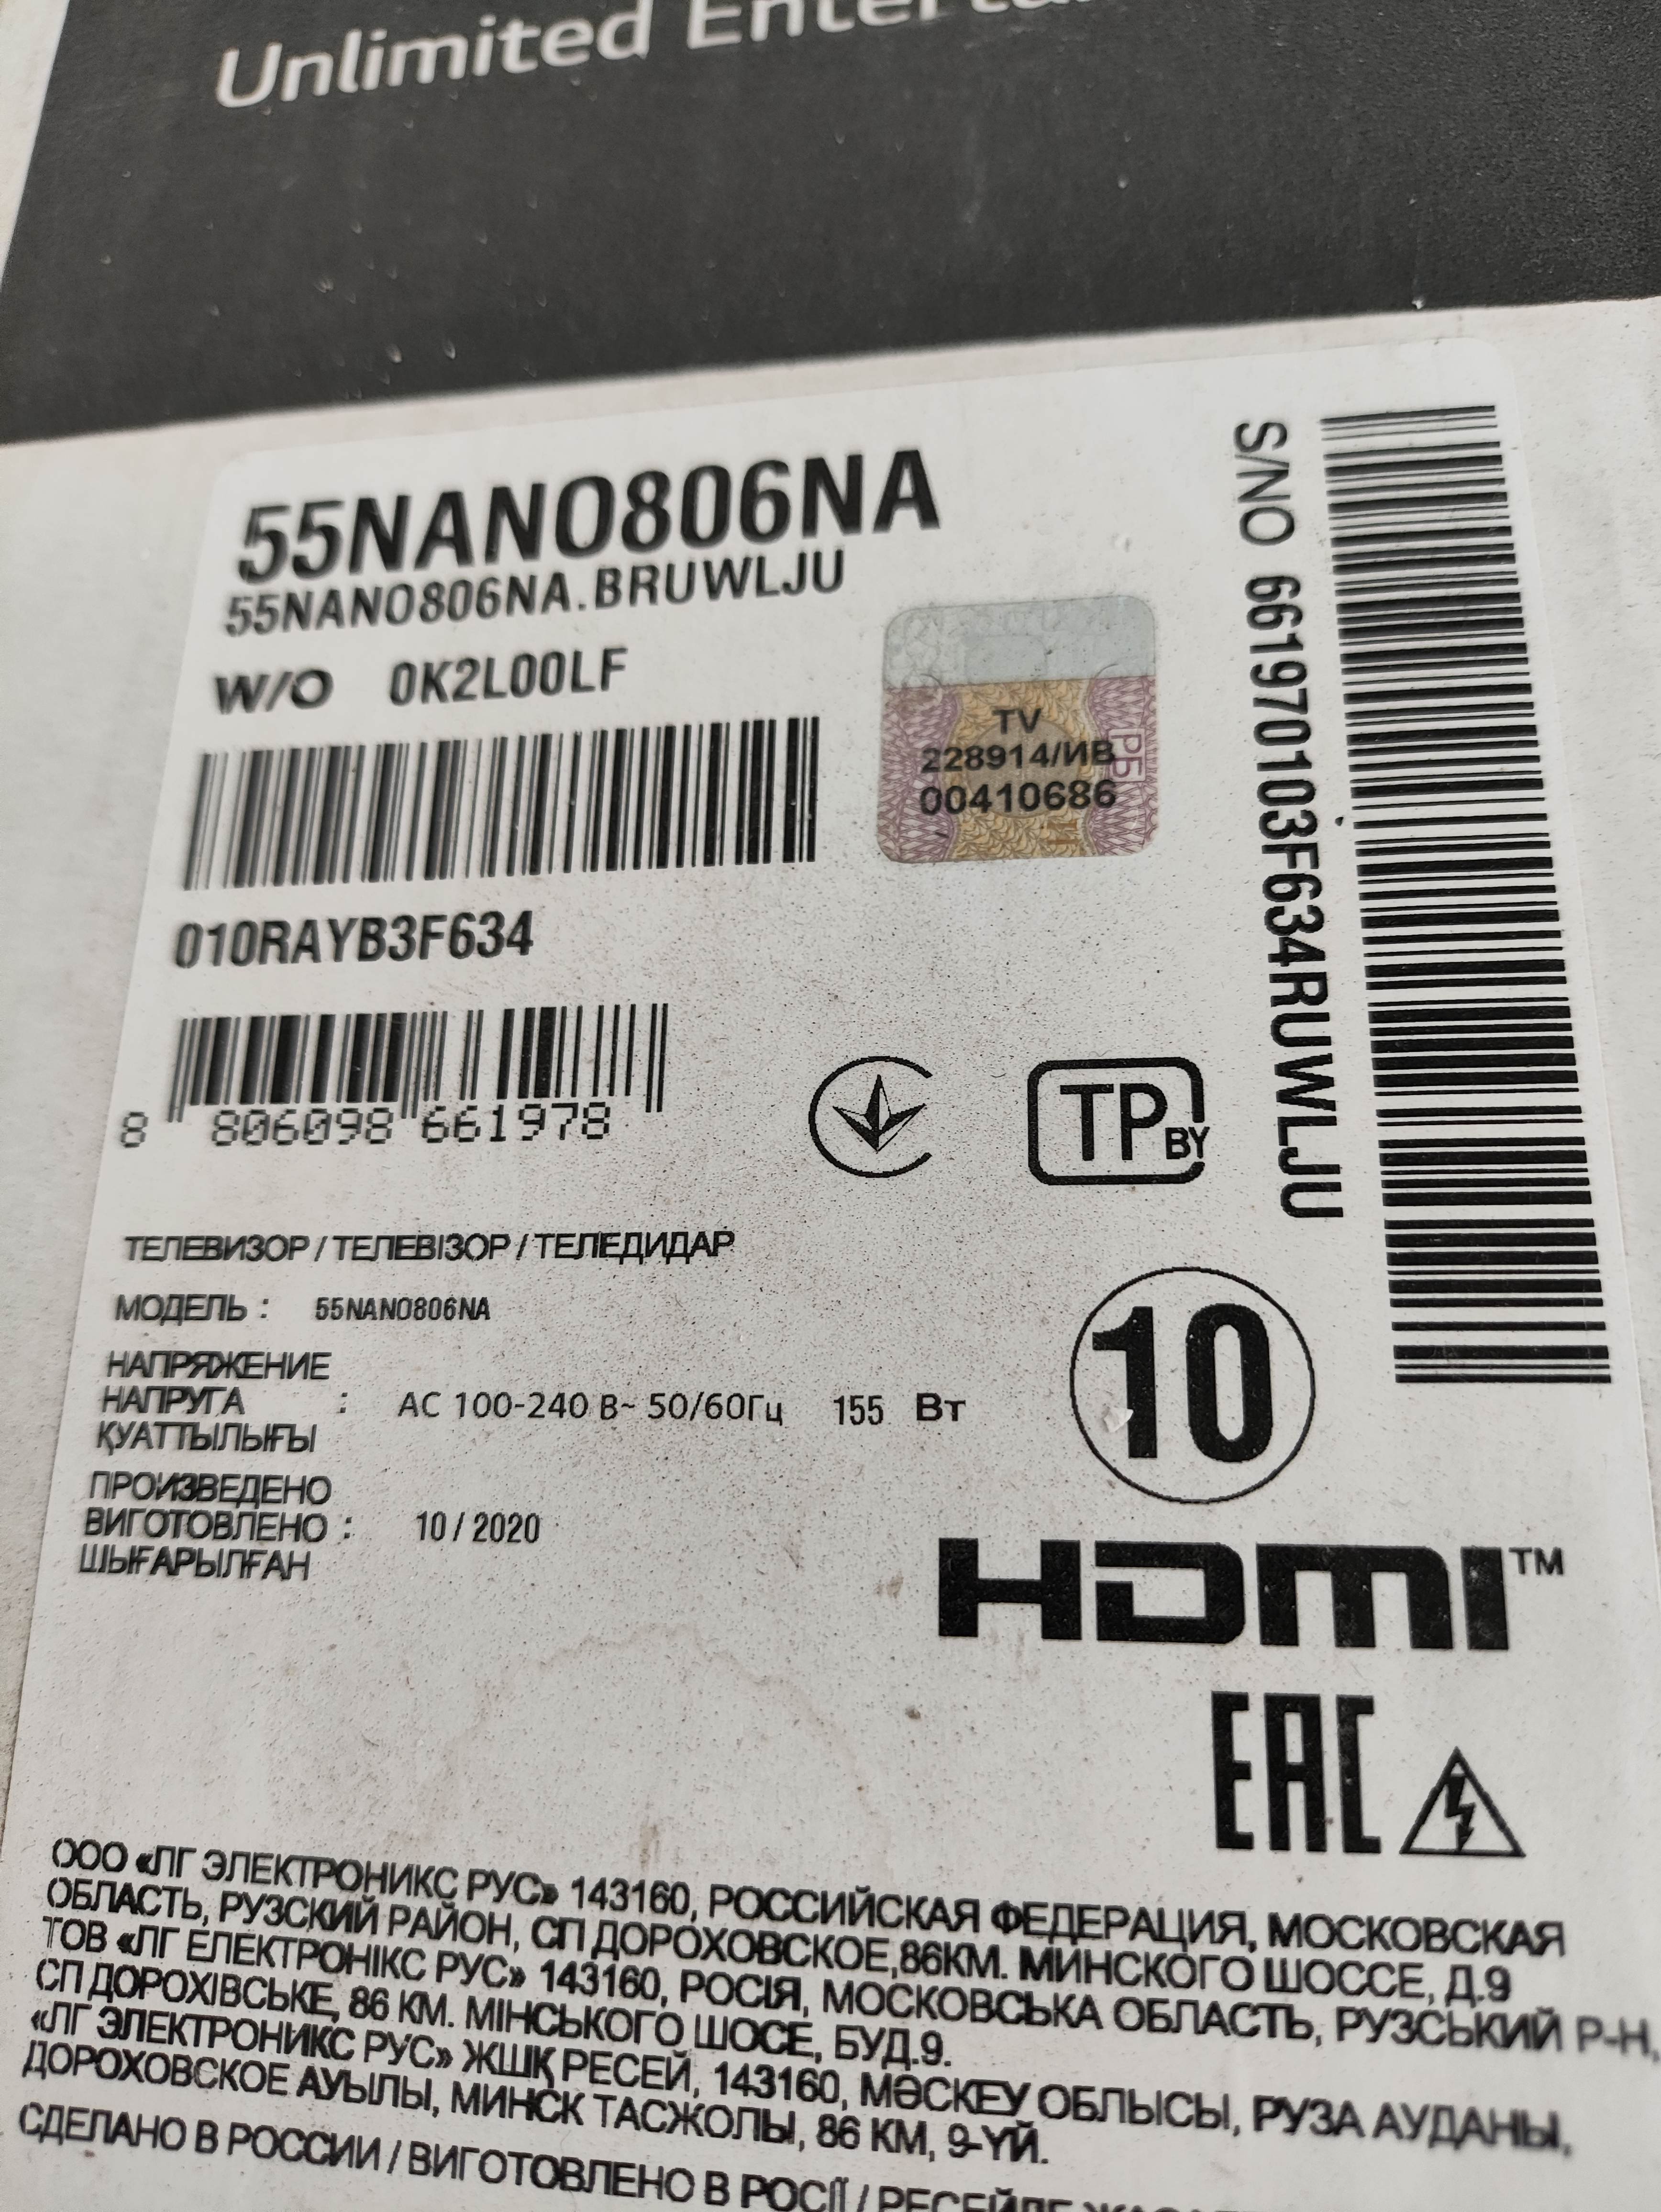 Unlimited
55NANO806NA
55NANO806NA.BRUWLJU
W/O 0K2L00LF
TV
228914/ИВ
00410686
РБ
S/NO 661970103F634RUWLJU
010RAYB3F634
8 806098 661978
TP BY
ТЕЛЕВИЗОР / ТЕЛЕВІЗОР / ТЕЛЕДИДАР
МОДЕЛЬ : 55NANO806NA
НАПРЯЖЕНИЕ
НАПРУГА : AC 100-240 В~ 50/60Гц 155 Вт
ҚУАТТЫЛЫҒЫ
10
ПРОИЗВЕДЕНО
ВИГОТОВЛЕНО : 10 / 2020
ШЫҒАРЫЛҒАН
HDMI™
EAC
ООО «ЛГ ЭЛЕКТРОНИКС РУС» 143160, РОССИЙСКАЯ ФЕДЕРАЦИЯ, МОСКОВСКАЯ
ОБЛАСТЬ, РУЗСКИЙ РАЙОН, СП ДОРОХОВСКОЕ,86КМ. МИНСКОГО ШОССЕ, Д.9
ТОВ «ЛГ ЕЛЕКТРОНІКС РУС» 143160, РОСІЯ, МОСКОВСЬКА ОБЛАСТЬ, РУЗСЬКИЙ Р-Н,
СП ДОРОХІВСЬКЕ, 86 КМ. МІНСЬКОГО ШОСЕ, БУД.9.
«ЛГ ЭЛЕКТРОНИКС РУС» ЖШҚ РЕСЕЙ, 143160, МӘСКЕУ ОБЛЫСЫ, РУЗА АУДАНЫ,
ДОРОХОВСКОЕ АУЫЛЫ, МИНСК ТАСЖОЛЫ, 86 КМ, 9-ҮЙ.
СДЕЛАНО В РОССИИ / ВИГОТОВЛЕНО В РОСІЇ /